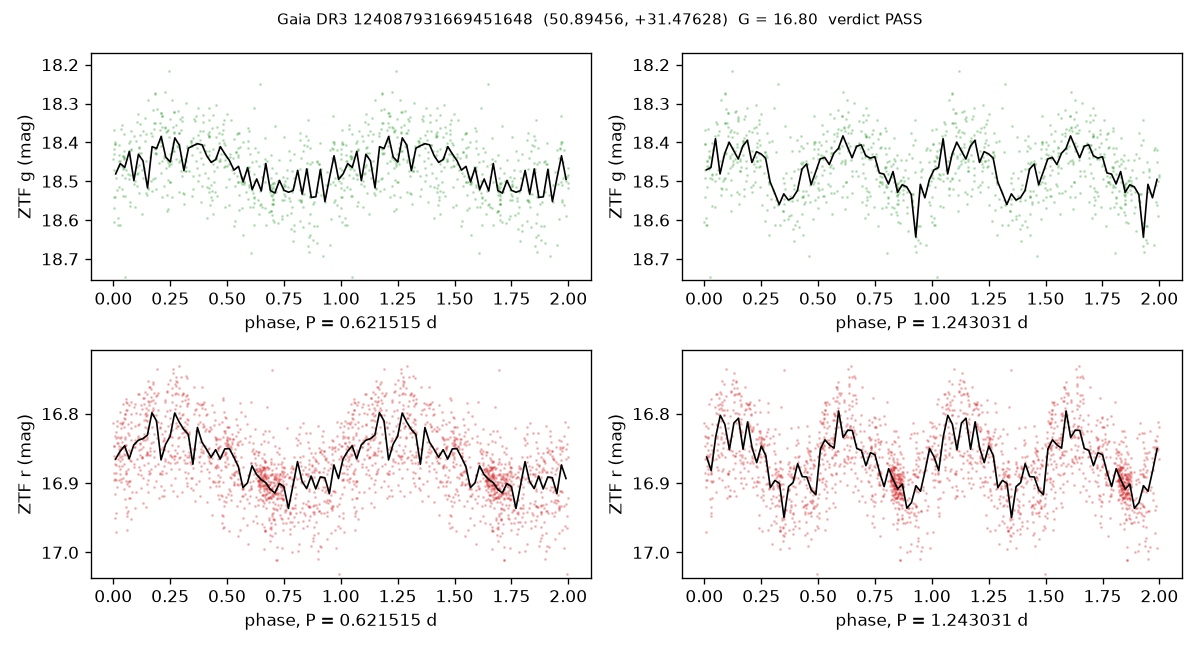 Gaia DR3 124087931669451648 (50.89456, +31.47628) G = 16.80 verdict PASS
ZTF g (mag)
18.2
18.3
18.4
18.5
18.6
18.7
0.00 0.25 0.50 0.75 1.00 1.25 1.50 1.75 2.00
phase, P = 0.621515 d
ZTF g (mag)
18.2
18.3
18.4
18.5
18.6
18.7
0.00 0.25 0.50 0.75 1.00 1.25 1.50 1.75 2.00
phase, P = 1.243031 d
ZTF r (mag)
16.8
16.9
17.0
0.00 0.25 0.50 0.75 1.00 1.25 1.50 1.75 2.00
phase, P = 0.621515 d
ZTF r (mag)
16.8
16.9
17.0
0.00 0.25 0.50 0.75 1.00 1.25 1.50 1.75 2.00
phase, P = 1.243031 d